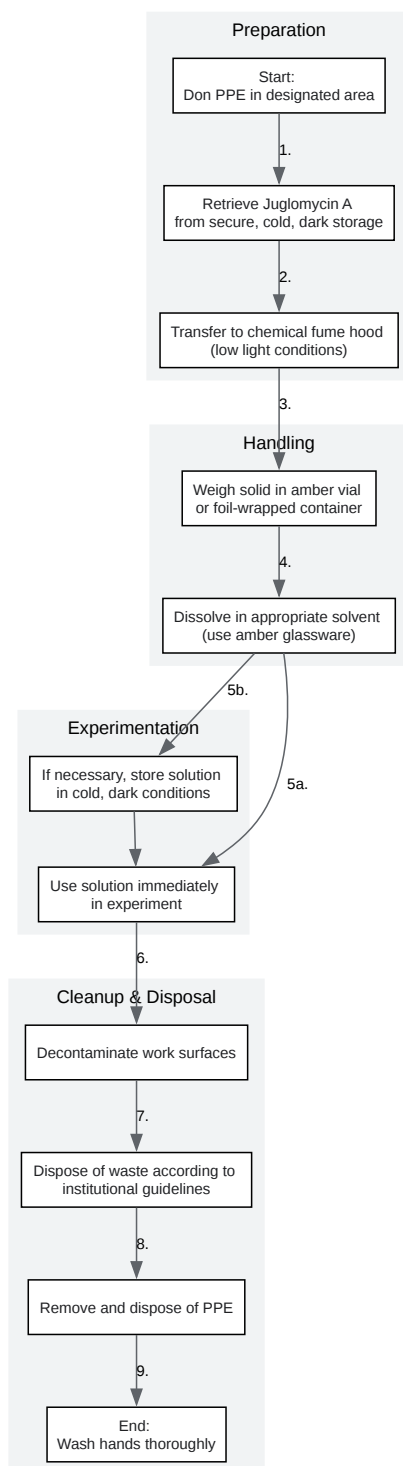 Preparation
Start:
Don PPE in designated area
1.
Retrieve Juglomycin A
from secure, cold, dark storage
2.
Transfer to chemical fume hood
(low light conditions)
3.
Handling
Weigh solid in amber vial
or foil-wrapped container
4.
Dissolve in appropriate solvent
(use amber glassware)
5b.
Experimentation
If necessary, store solution
in cold, dark conditions
5a.
Use solution immediately
in experiment
6.
Cleanup & Disposal
Decontaminate work surfaces
7.
Dispose of waste according to
institutional guidelines
8.
Remove and dispose of PPE
9.
End:
Wash hands thoroughly